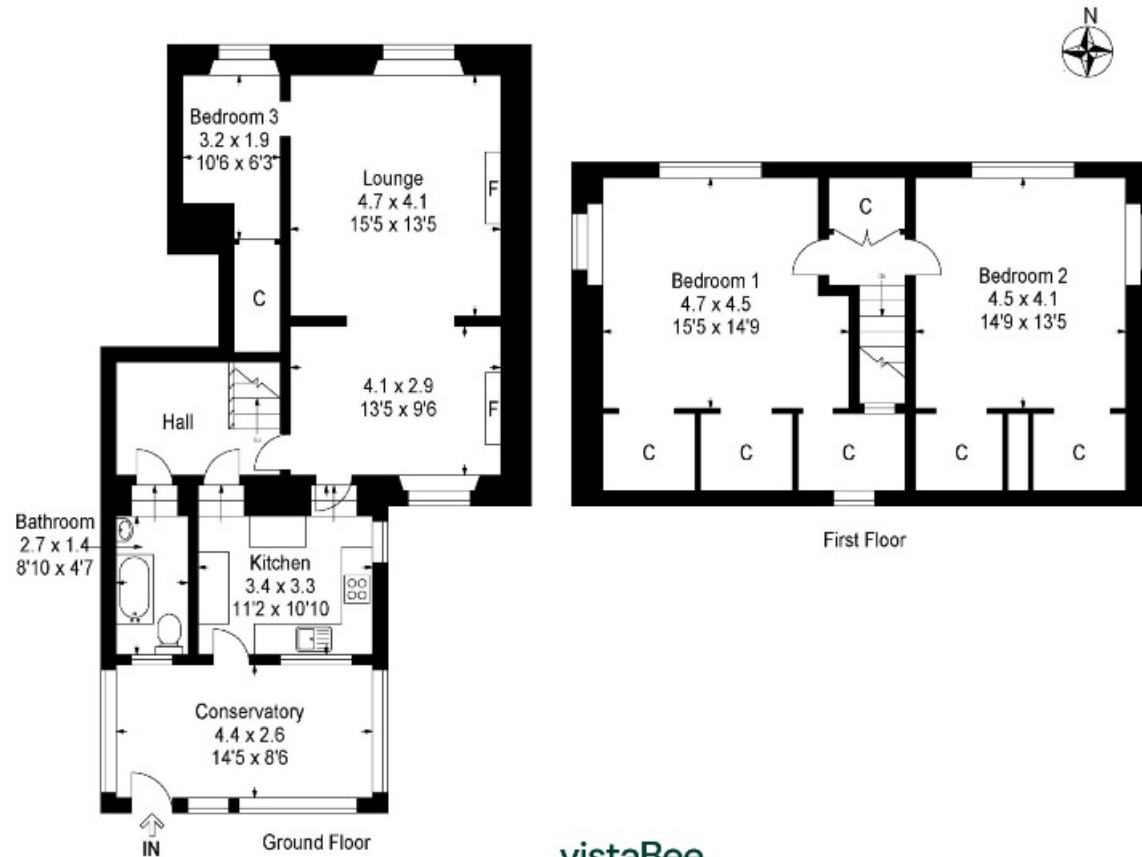 N
Bedroom 3
3.2 x 1.9
10'6 x 6'3
Lounge
4.7 x 4.1
15'5 x 13'5
F
C
4.1 x 2.9
13'5 x 9'6
F
Hall
Bathroom
2.7 x 1.4
8'10 x 4'7
Kitchen
3.4 x 3.3
11'2 x 10'10
Conservatory
4.4 x 2.6
14'5 x 8'6
IN
Ground Floor
C
Bedroom 1
4.7 x 4.5
15'5 x 14'9
Bedroom 2
4.5 x 4.1
14'9 x 13'5
C
C
C
C
C
First Floor
vistaBee